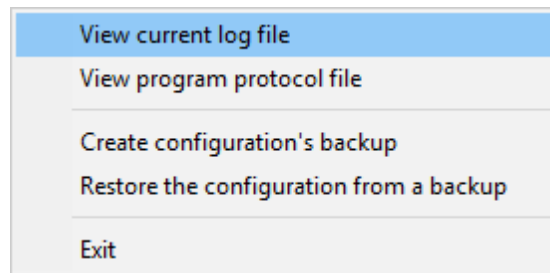 View current log file
View program protocol file
Create configuration's backup
Restore the configuration from a backup
Exit